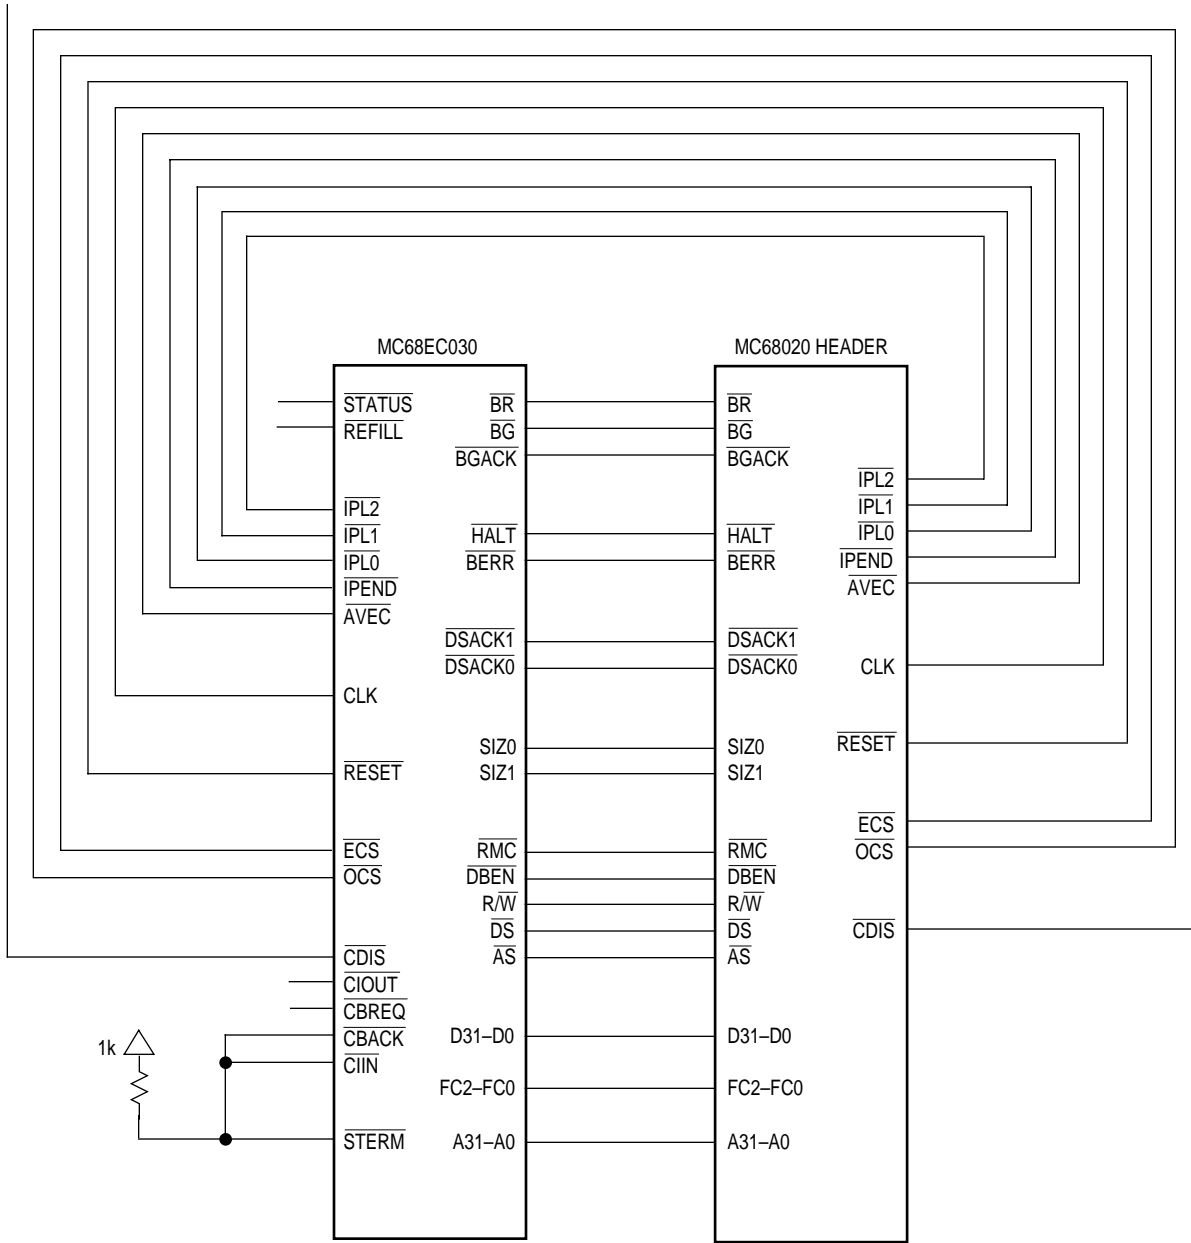 MC68EC030
MC68020 HEADER
STATUS
REFILL
BR
BG
BGACK
BR
BG
BGACK
IPL2
IPL1
IPL0
IPEND
AVEC
HALT
BERR
HALT
BERR
IPL2
IPL1
IPL0
IPEND
AVEC
DSACK1
DSACK0
DSACK1
DSACK0
CLK
CLK
RESET
SIZ0
SIZ1
SIZ0
SIZ1
RESET
ECS
OCS
RMC
DBEN
R/W
DS
AS
RMC
DBEN
R/W
DS
AS
ECS
OCS
CDIS
CDIS
CIOUT
CBREQ
CBACK
CIIN
1k
STERM
D31–D0
FC2–FC0
A31–A0
D31–D0
FC2–FC0
A31–A0